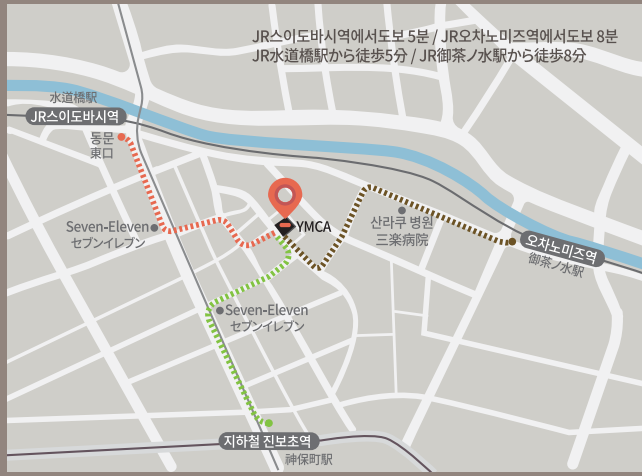 JR스이도바시역에서도보 5분 / JR오차노미즈역에서도보 8분
JR水道橋駅から徒歩5分 / JR御茶ノ水駅から徒歩8分
水道橋駅
JR스이도바시역
동문
東口
Seven-Eleven
セブンイレブン
YMCA
산라쿠 병원
三楽病院
오차노미즈역
御茶ノ水駅
Seven-Eleven
セブンイレブン
지하철 진보초역
神保町駅